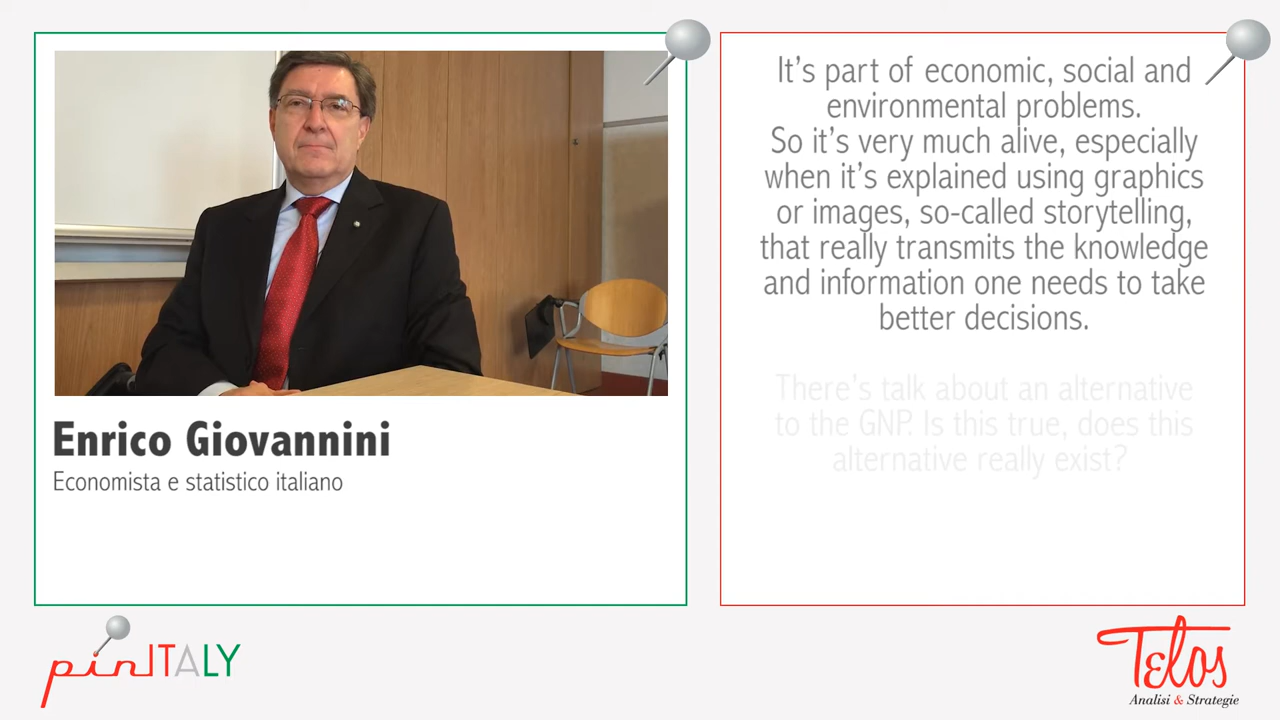 Enrico Giovannini
Economista e statistico italiano
It's part of economic, social and
environmental problems.
So it's very much alive, especially
when it's explained using graphics
or images, so-called storytelling,
that really transmits the knowledge
and information one needs to take
better decisions.
There's talk about an alternative
to the GNP. Is this true, does this
alternative really exist?
pinITALY
Telos
Analisi & Strategie